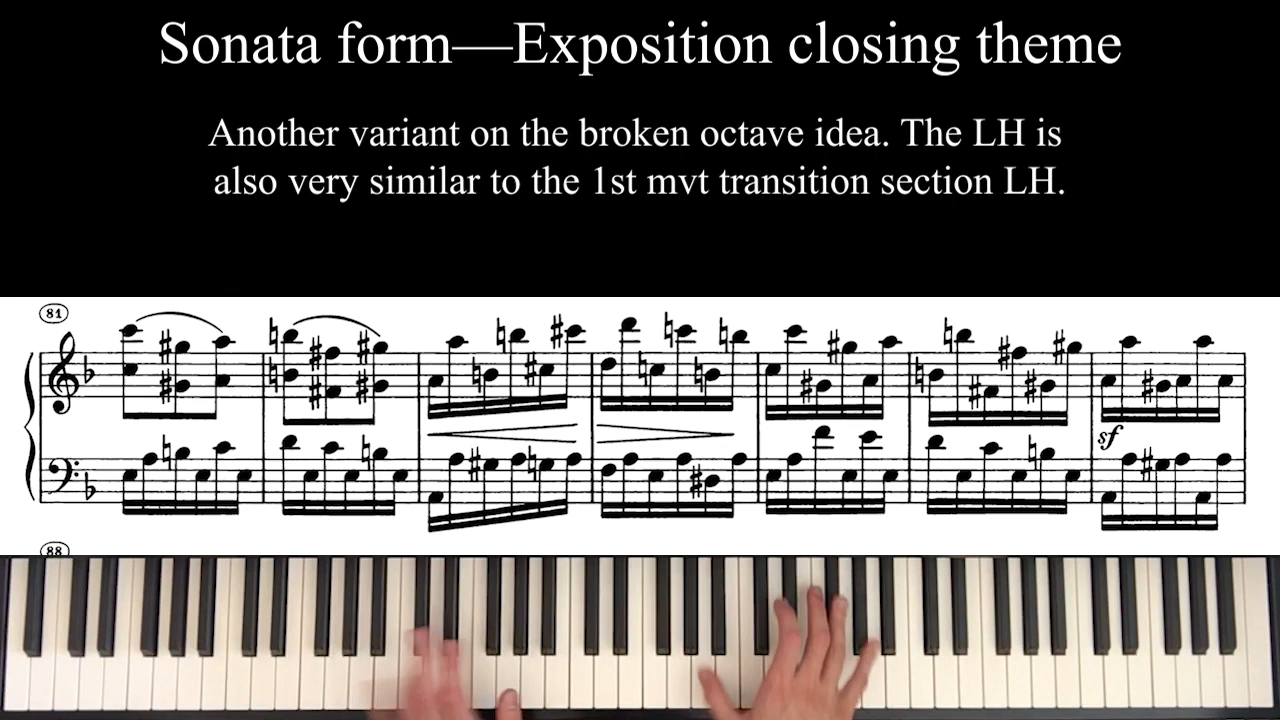 Sonata form—Exposition closing theme
Another variant on the broken octave idea. The LH is
also very similar to the 1st mvt transition section LH.
81
sf
88